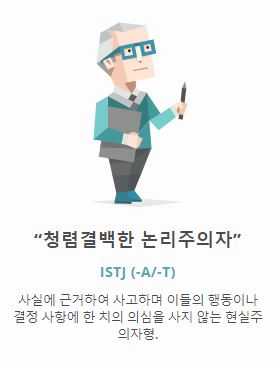 “청렴결백한 논리주의자”
ISTJ (-A/-T)
사실에 근거하여 사고하며 이들의 행동이나
결정 사항에 한 치의 의심을 사지 않는 현실주
의자형.